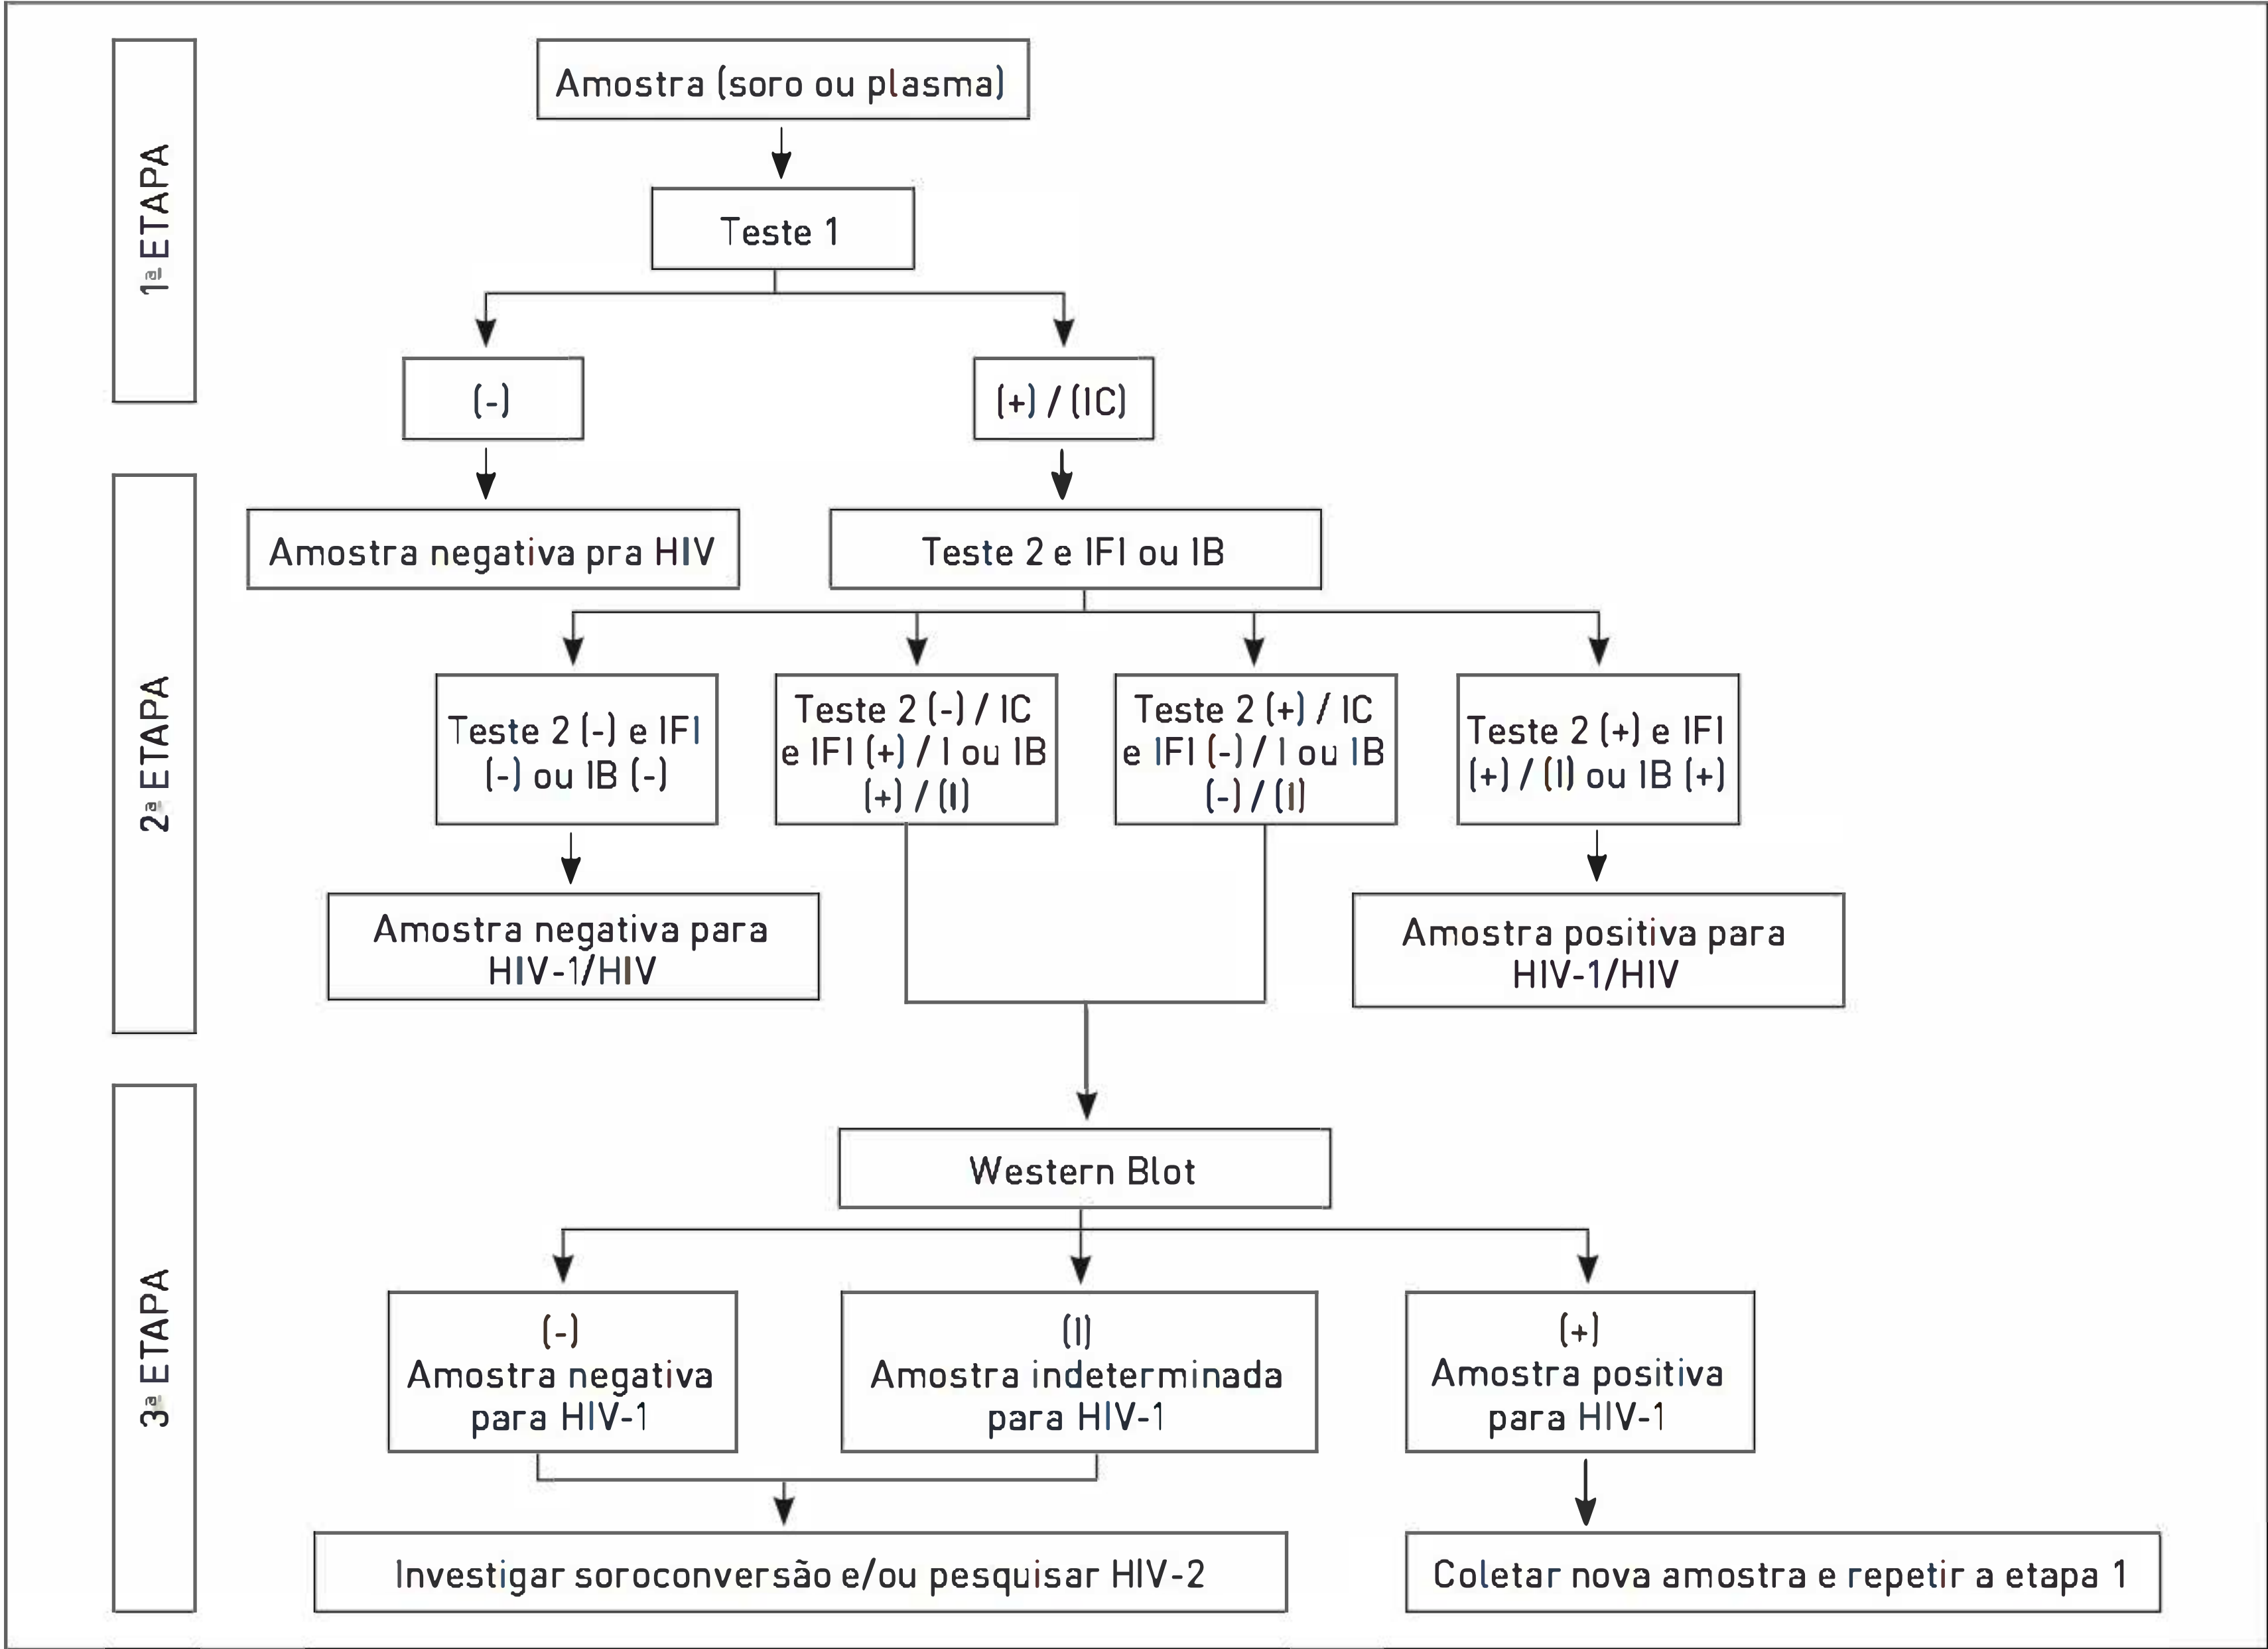 1ª ETAPA
Amostra (soro ou plasma)
Teste 1
(-)
(+) / (IC)
2ª ETAPA
Amostra negativa pra HIV
Teste 2 e IFI ou IB
Teste 2 (-) e IFI
(-) ou IB (-)
Teste 2 (-) / IC
e IFI (+) / I ou IB
(+) / (I)
Teste 2 (+) / IC
e IFI (-) / I ou IB
(-) / (I)
Teste 2 (+) e IFI
(+) / (I) ou IB (+)
Amostra negativa para
HIV-1/HIV
Amostra positiva para
HIV-1/HIV
3ª ETAPA
Western Blot
(-)
Amostra negativa
para HIV-1
(I)
Amostra indeterminada
para HIV-1
(+)
Amostra positiva
para HIV-1
Investigar soroconversão e/ou pesquisar HIV-2
Coletar nova amostra e repetir a etapa 1